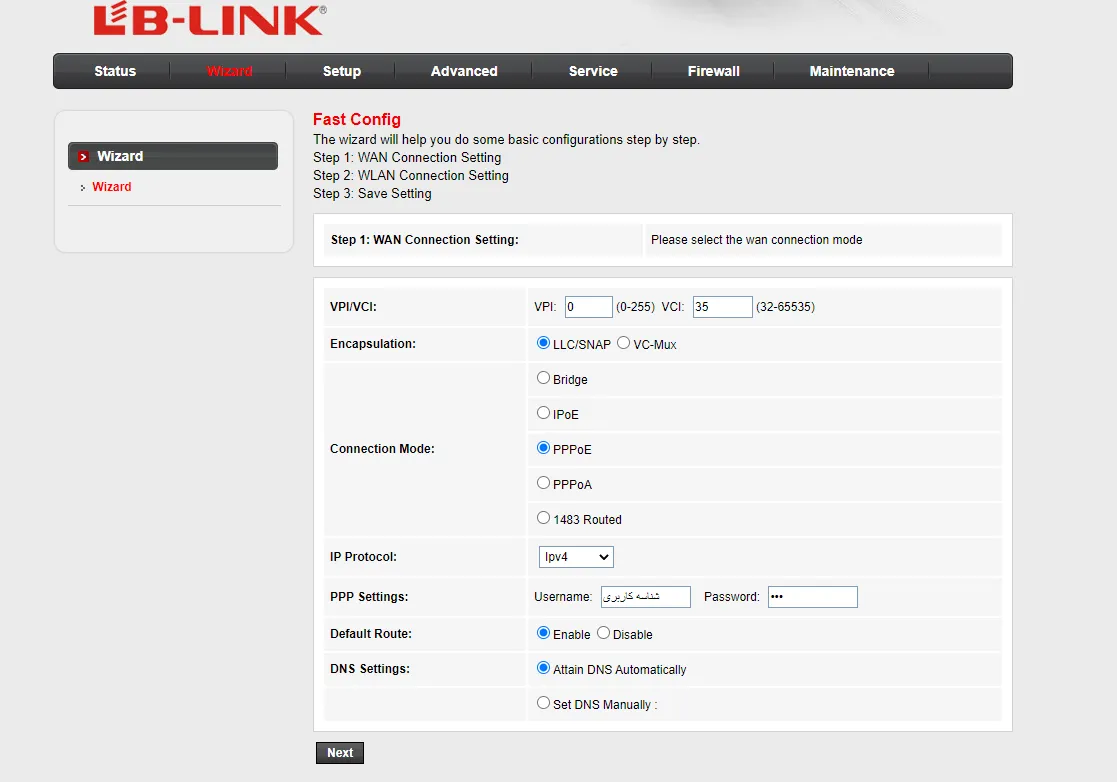 LB-LINK®
Status Wizard Setup Advanced Service Firewall Maintenance
Wizard
Wizard
Fast Config
The wizard will help you do some basic configurations step by step.
Step 1: WAN Connection Setting
Step 2: WLAN Connection Setting
Step 3: Save Setting
Step 1: WAN Connection Setting: Please select the wan connection mode
VPI/VCI: VPI: 0 (0-255) VCI: 35 (32-65535)
Encapsulation: LLC/SNAP VC-Mux
Bridge
IPoE
Connection Mode: PPPoE
PPPoA
1483 Routed
IP Protocol: Ipv4
PPP Settings: Username: شناسه کاربری Password: •••
Default Route: Enable Disable
DNS Settings: Attain DNS Automatically
Set DNS Manually :
Next